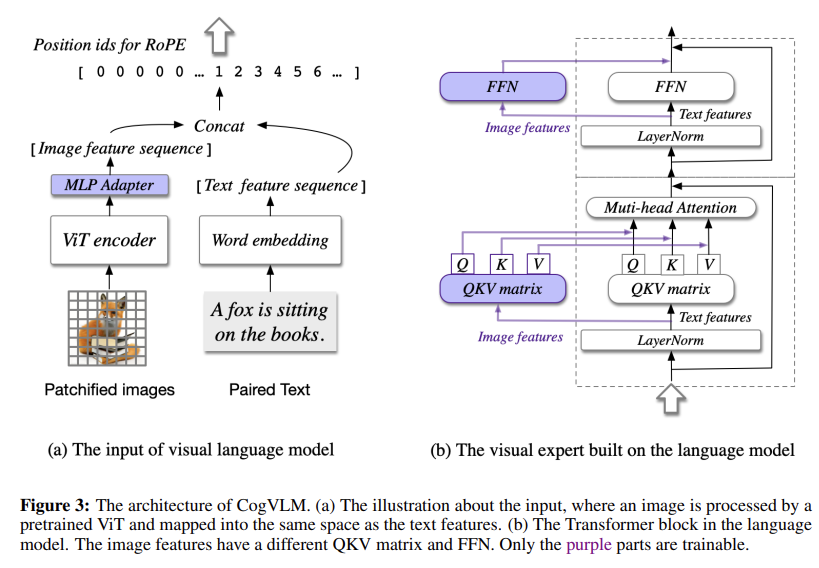 Position ids for RoPE
[ 0 0 0 0 0 … 1 2 3 4 5 6 … ]
Concat
[Image feature sequence]
MLP Adapter
[Text feature sequence]
ViT encoder
Word embedding
A fox is sitting
on the books.
Patchified images
Paired Text
(a) The input of visual language model
FFN
FFN
Image features
Text features
LayerNorm
Muti-head Attention
Q K V
Q K V
QKV matrix
QKV matrix
Image features
Text features
LayerNorm
(b) The visual expert built on the language model
Figure 3: The architecture of CogVLM. (a) The illustration about the input, where an image is processed by a
pretrained ViT and mapped into the same space as the text features. (b) The Transformer block in the language
model. The image features have a different QKV matrix and FFN. Only the purple parts are trainable.